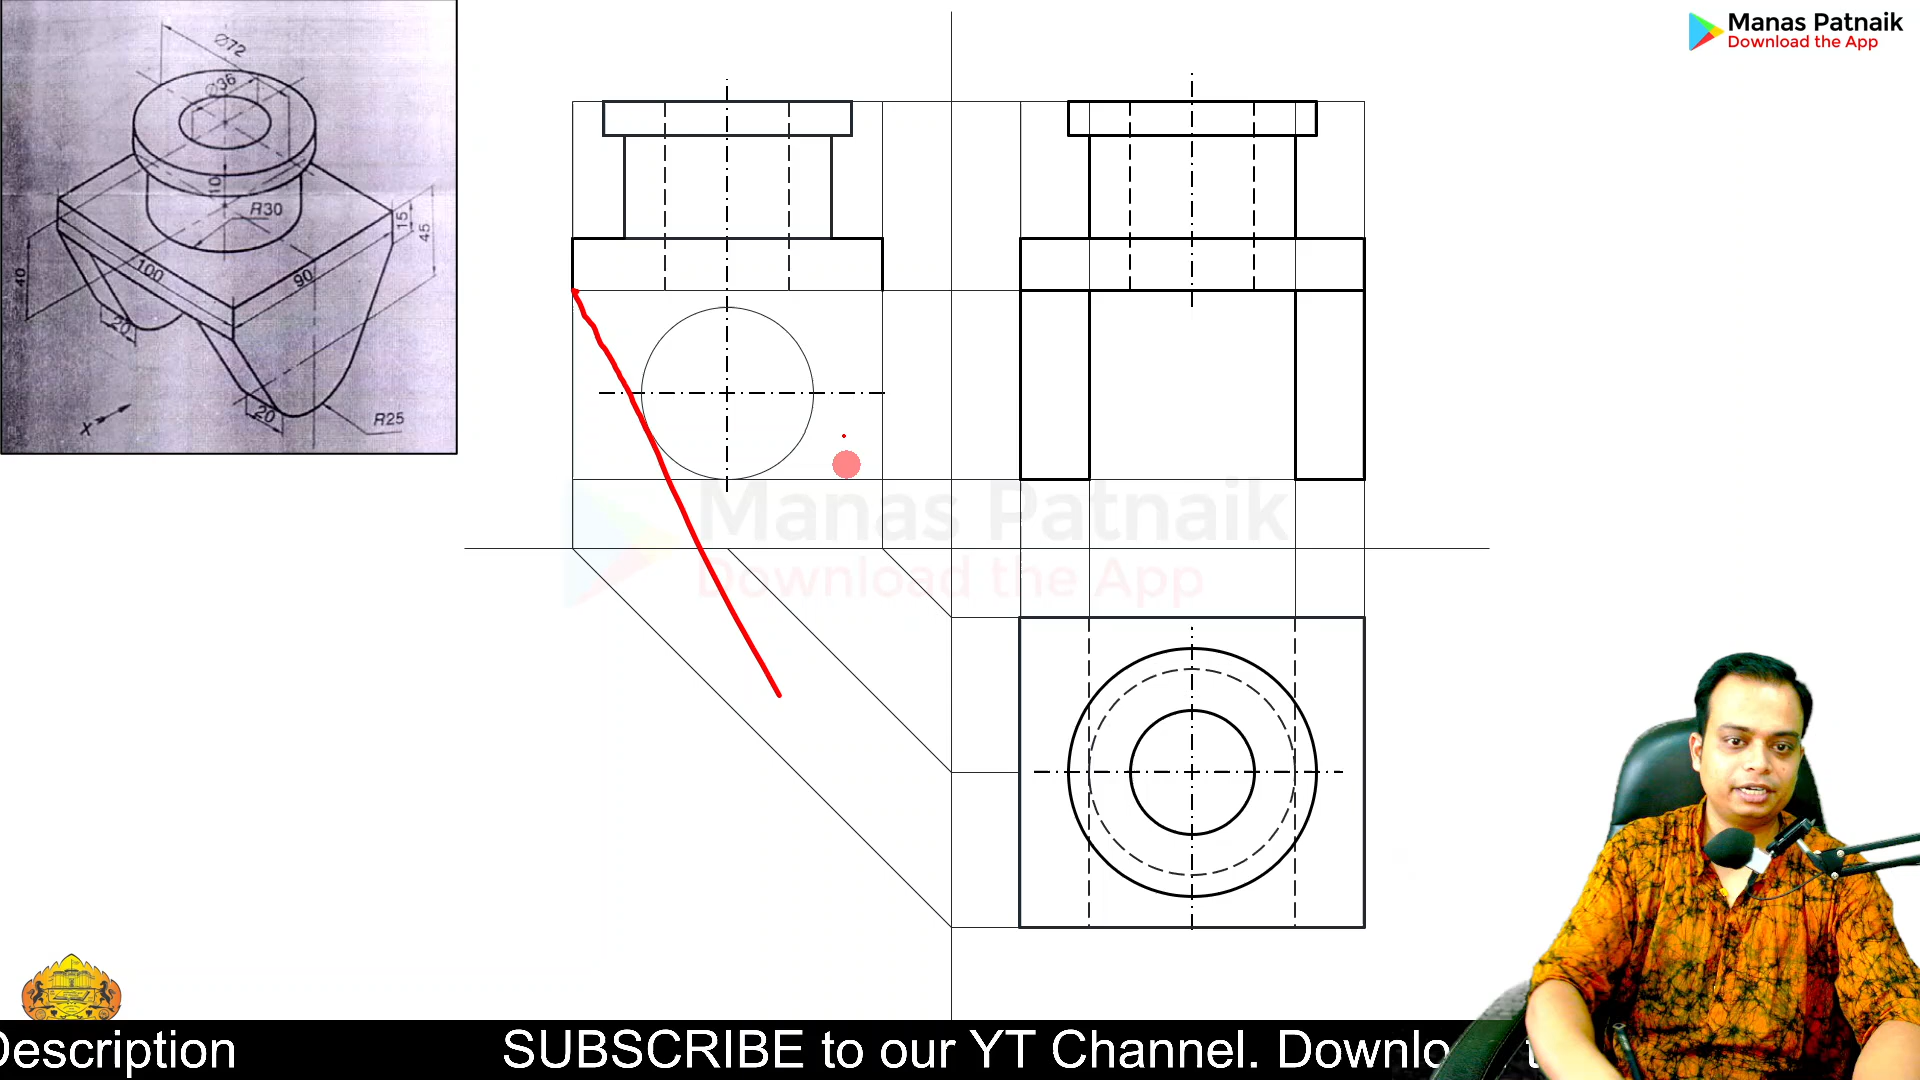 Manas Patnaik
Download the App
Ø72
Ø36
10
R30
15
45
40
100
90
20
20
R25
X
Manas Patnaik
Download the App
Description
SUBSCRIBE to our YT Channel. Downlo